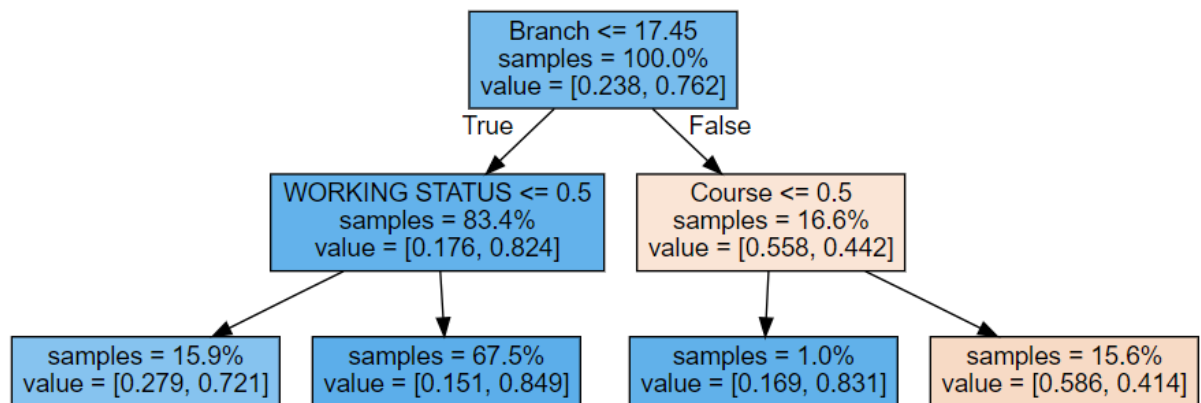 Branch <= 17.45
samples = 100.0%
value = [0.238, 0.762]
True
False
WORKING STATUS <= 0.5
samples = 83.4%
value = [0.176, 0.824]
Course <= 0.5
samples = 16.6%
value = [0.558, 0.442]
samples = 15.9%
value = [0.279, 0.721]
samples = 67.5%
value = [0.151, 0.849]
samples = 1.0%
value = [0.169, 0.831]
samples = 15.6%
value = [0.586, 0.414]